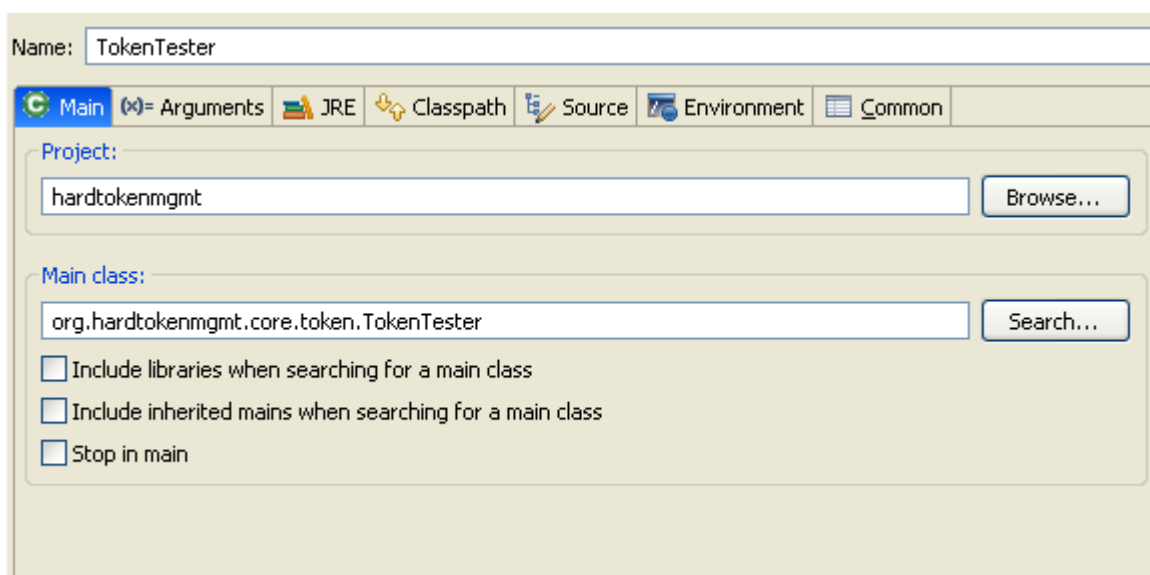 Name: TokenTester
Main (x)= Arguments JRE Classpath Source Environment Common
Project:
hardtokenmgmt Browse...
Main class:
org.hardtokenmgmt.core.token.TokenTester Search...
Include libraries when searching for a main class
Include inherited mains when searching for a main class
Stop in main